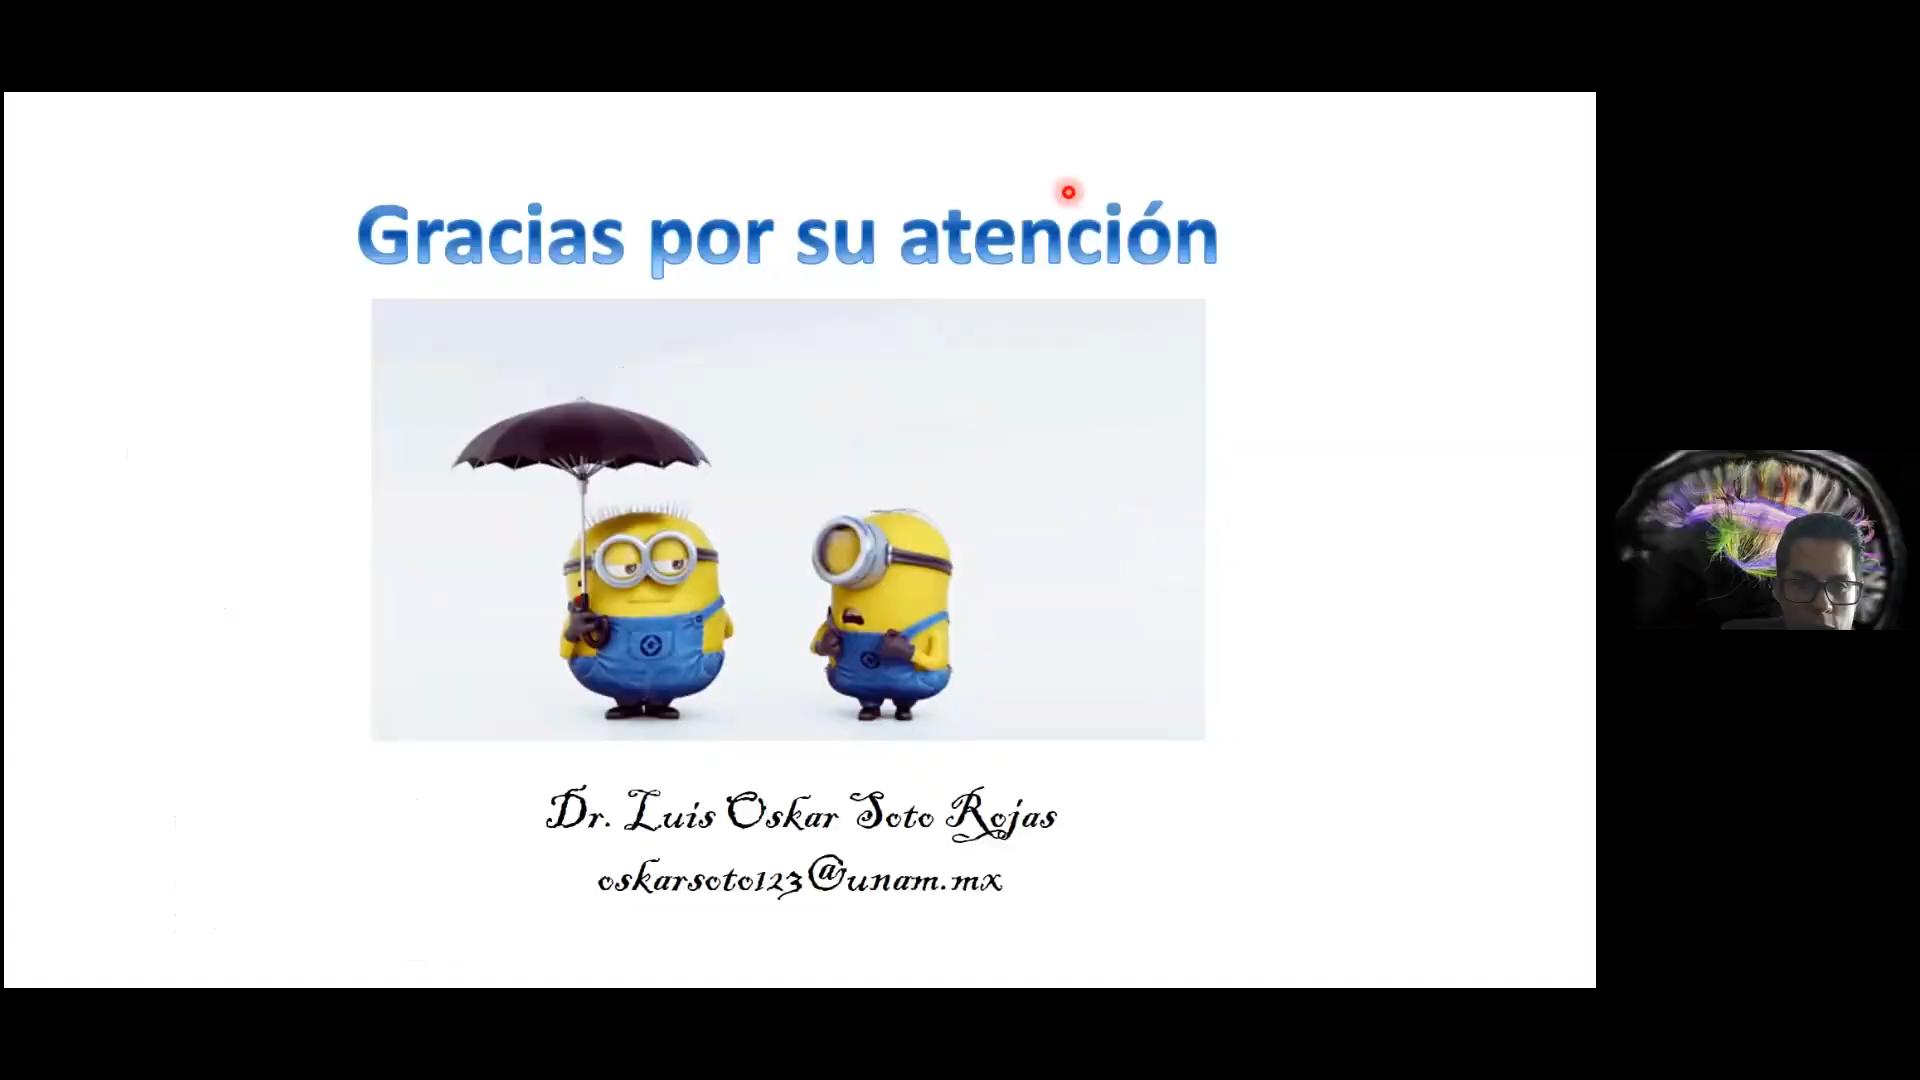 Gracias por su atención
Dr. Luis Oskar Soto Rojas
oskarsoto123@unam.mx